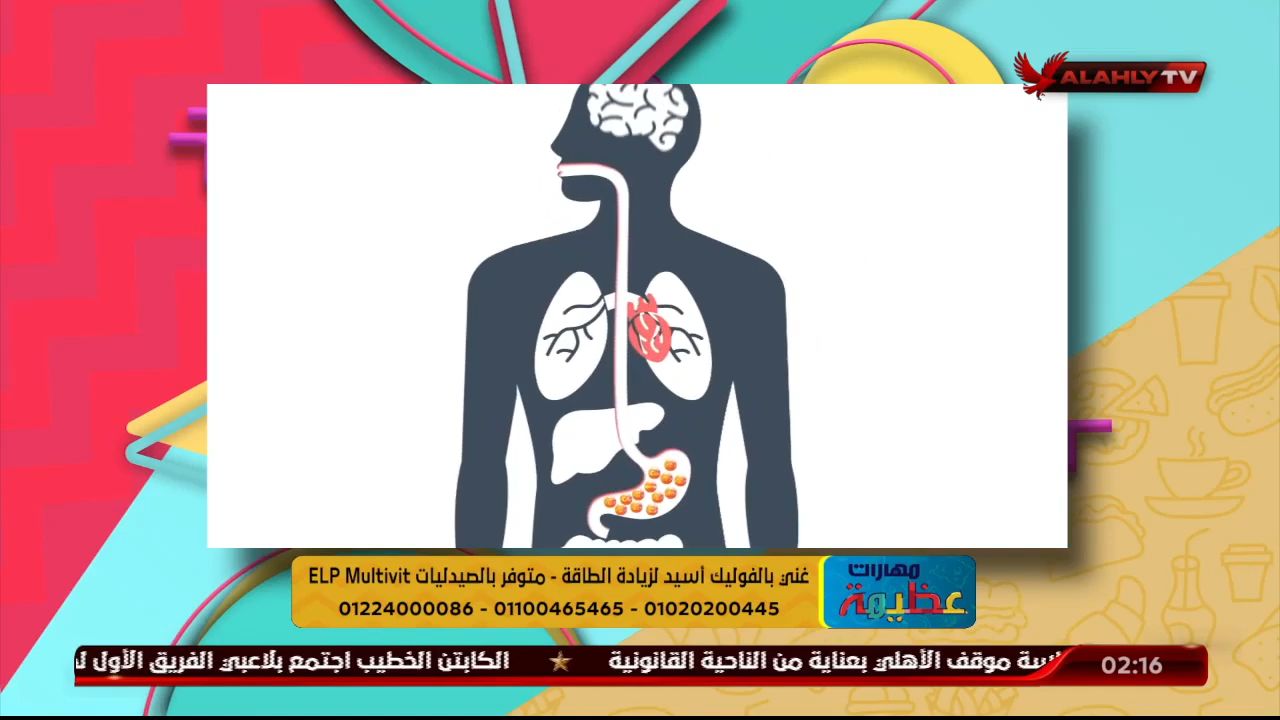 ALAHLY TV
غني بالفوليك أسيد لزيادة الطاقة - متوفر بالصيدليات ELP Multivit
مهارات
عظيمة
01224000086 - 01100465465 - 01020200445
موقف الأهلي بعناية من الناحية القانونية ★ الكابتن الخطيب اجتمع بلاعبي الفريق الأول
02:16